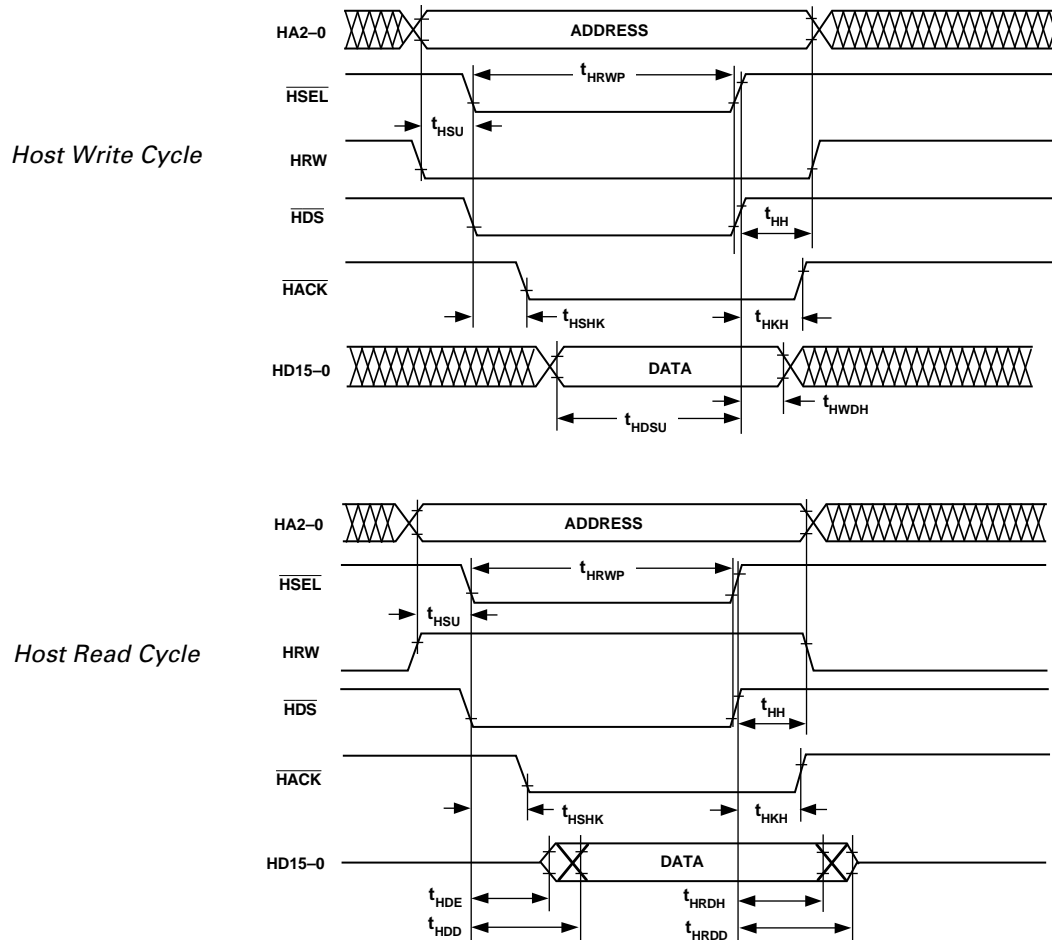 HA2–0
ADDRESS
tHRWP
HSEL
tHSU
Host Write Cycle
HRW
HDS
tHH
HACK
tHSHK
tHKH
HD15–0
DATA
tHWDH
tHDSU
HA2–0
ADDRESS
HSEL
tHRWP
tHSU
Host Read Cycle
HRW
HDS
tHH
HACK
tHSHK
tHKH
HD15–0
DATA
tHDE
tHRDH
tHDD
tHRDD